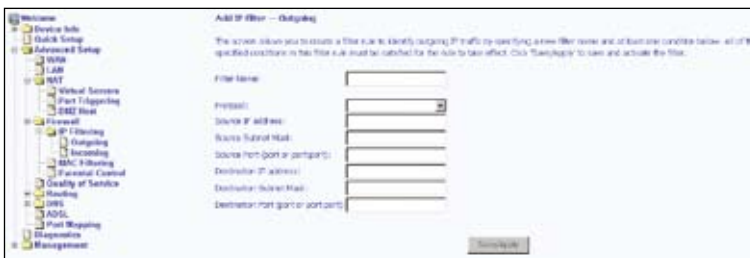 Welcome
Device Info
Quick Setup
Advanced Setup
WAN
LAN
NAT
Virtual Servers
Port Triggering
DMZ Host
Firewall
IP Filtering
Outgoing
Incoming
MAC Filtering
Parental Control
Quality of Service
Routing
DNS
ADSL
Port Mapping
Diagnostics
Management
Add IP Filter -- Outgoing
The screen allows you to create a filter rule to identify outgoing IP traffic by specifying a new filter name and at least one condition below. All of the
specified conditions in this filter rule must be satisfied for the rule to take effect. Click "Save/Apply" to save and activate the filter.
Filter Name:
Protocol:
Source IP address:
Source Subnet Mask:
Source Port (port or port:port):
Destination IP address:
Destination Subnet Mask:
Destination Port (port or port:port):
Save/Apply